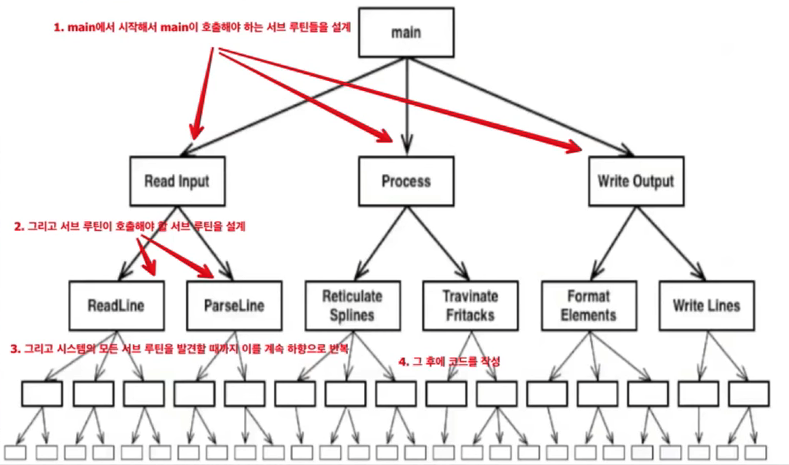 1. main에서 시작해서 main이 호출해야 하는 서브 루틴들을 설계
main
Read Input
Process
Write Output
2. 그리고 서브 루틴이 호출해야 할 서브 루틴을 설계
ReadLine
ParseLine
Reticulate
Splines
Travinate
Fritacks
Format
Elements
Write Lines
3. 그리고 시스템의 모든 서브 루틴을 발견할 때까지 이를 계속 하향으로 반복
4. 그 후에 코드를 작성